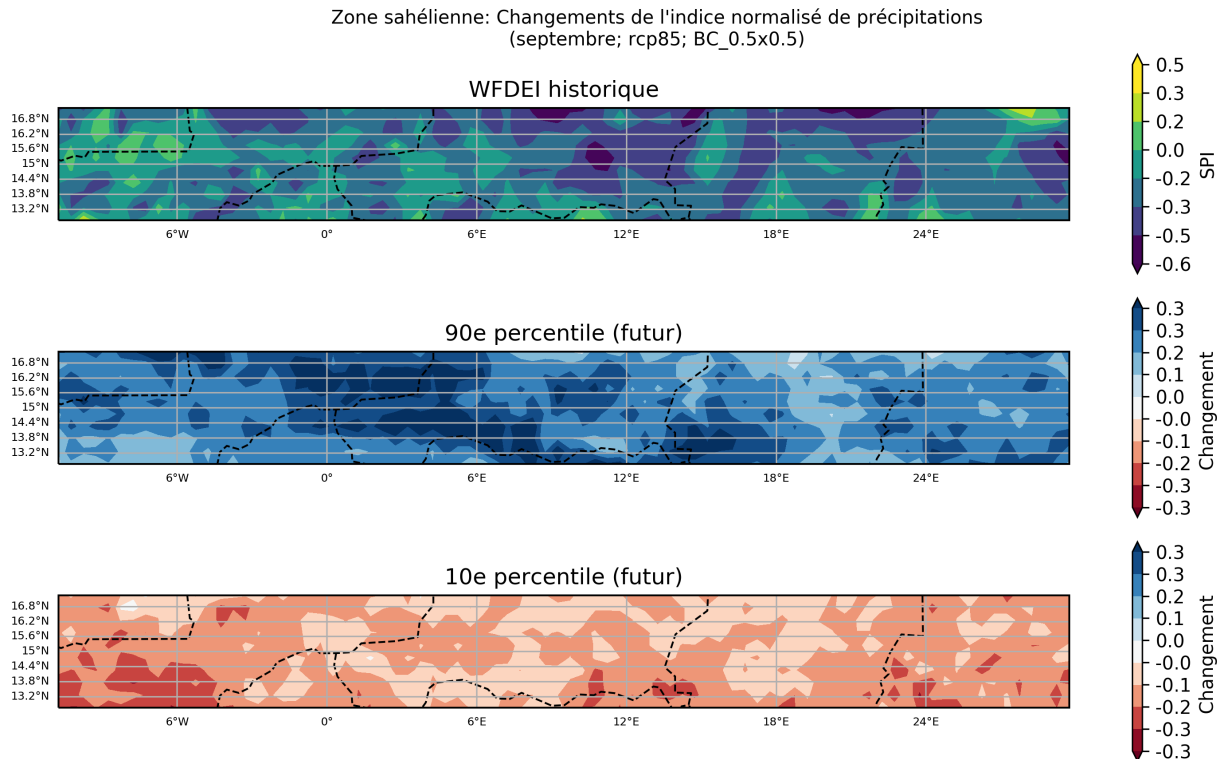 Zone sahélienne: Changements de l'indice normalisé de précipitations
(septembre; rcp85; BC_0.5x0.5)
WFDEI historique
16.8°N
16.2°N
15.6°N
15°N
14.4°N
13.8°N
13.2°N
6°W
0°
6°E
12°E
18°E
24°E
0.5
0.3
0.2
0.0
-0.2
-0.3
-0.5
-0.6
SPI
90e percentile (futur)
16.8°N
16.2°N
15.6°N
15°N
14.4°N
13.8°N
13.2°N
6°W
0°
6°E
12°E
18°E
24°E
0.3
0.3
0.2
0.1
0.0
-0.0
-0.1
-0.2
-0.3
-0.3
Changement
10e percentile (futur)
16.8°N
16.2°N
15.6°N
15°N
14.4°N
13.8°N
13.2°N
6°W
0°
6°E
12°E
18°E
24°E
0.3
0.3
0.2
0.1
0.0
-0.0
-0.1
-0.2
-0.3
-0.3
Changement